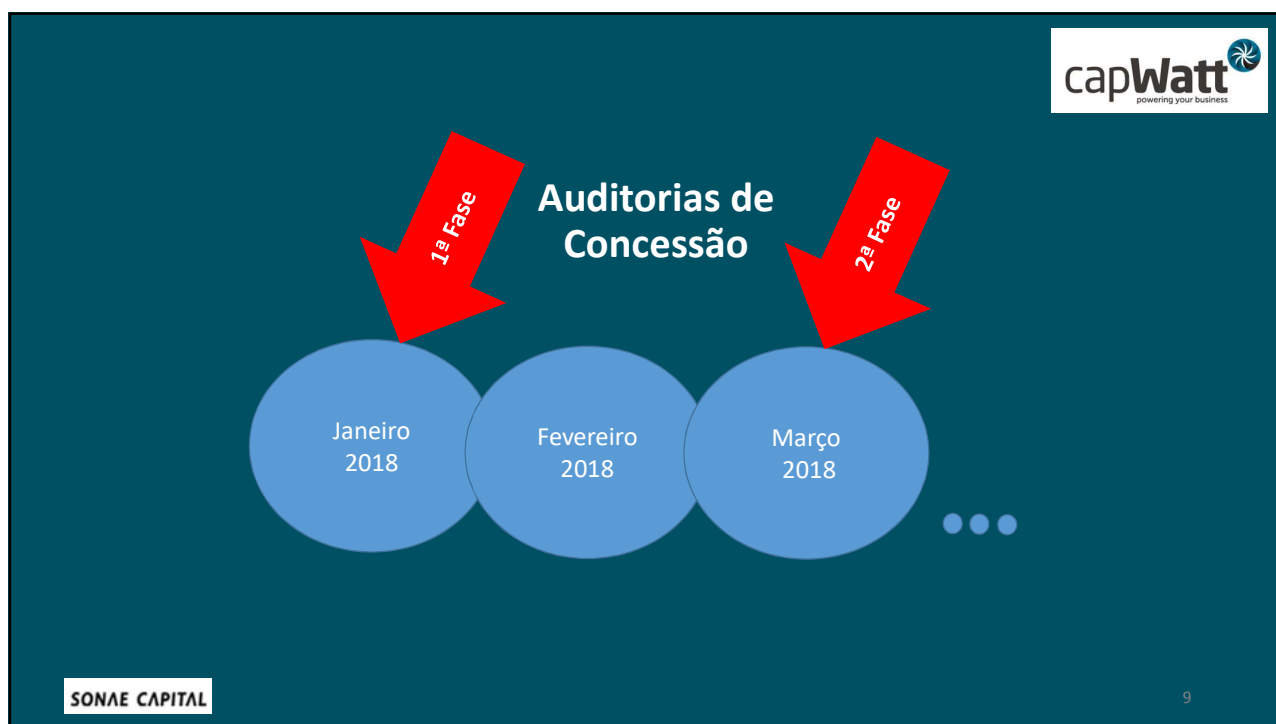 capWatt
powering your business
1ª Fase
Auditorias de
Concessão
2ª Fase
Janeiro
2018
Fevereiro
2018
Março
2018
SONAE CAPITAL
9